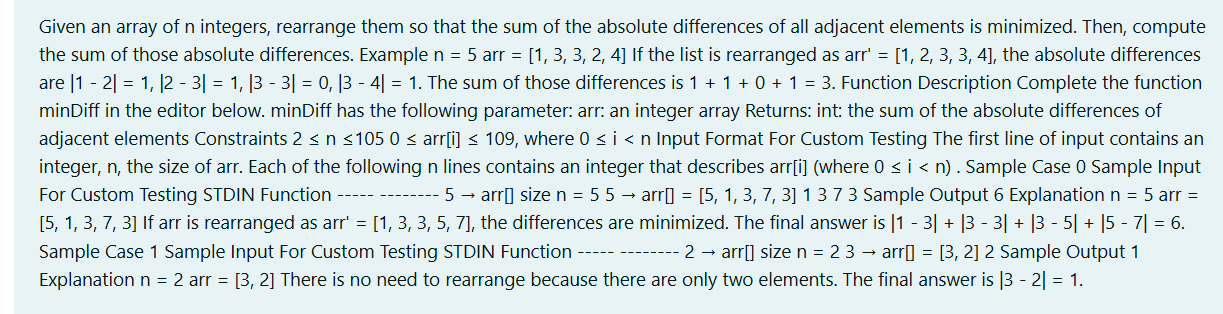 Given an array of n integers, rearrange them so that the sum of the absolute differences of all adjacent elements is minimized. Then, compute
the sum of those absolute differences. Example n = 5 arr = [1, 3, 3, 2, 4] If the list is rearranged as arr' = [1, 2, 3, 3, 4], the absolute differences
are |1 - 2| = 1, |2 - 3| = 1, |3 - 3| = 0, |3 - 4| = 1. The sum of those differences is 1 + 1 + 0 + 1 = 3. Function Description Complete the function
minDiff in the editor below. minDiff has the following parameter: arr: an integer array Returns: int: the sum of the absolute differences of
adjacent elements Constraints 2 ≤ n ≤105 0 ≤ arr[i] ≤ 109, where 0 ≤ i < n Input Format For Custom Testing The first line of input contains an
integer, n, the size of arr. Each of the following n lines contains an integer that describes arr[i] (where 0 ≤ i < n) . Sample Case 0 Sample Input
For Custom Testing STDIN Function ----- -------- 5 → arr[] size n = 5 5 → arr[] = [5, 1, 3, 7, 3] 1 3 7 3 Sample Output 6 Explanation n = 5 arr =
[5, 1, 3, 7, 3] If arr is rearranged as arr' = [1, 3, 3, 5, 7], the differences are minimized. The final answer is |1 - 3| + |3 - 3| + |3 - 5| + |5 - 7| = 6.
Sample Case 1 Sample Input For Custom Testing STDIN Function ----- -------- 2 → arr[] size n = 2 3 → arr[] = [3, 2] 2 Sample Output 1
Explanation n = 2 arr = [3, 2] There is no need to rearrange because there are only two elements. The final answer is |3 - 2| = 1.